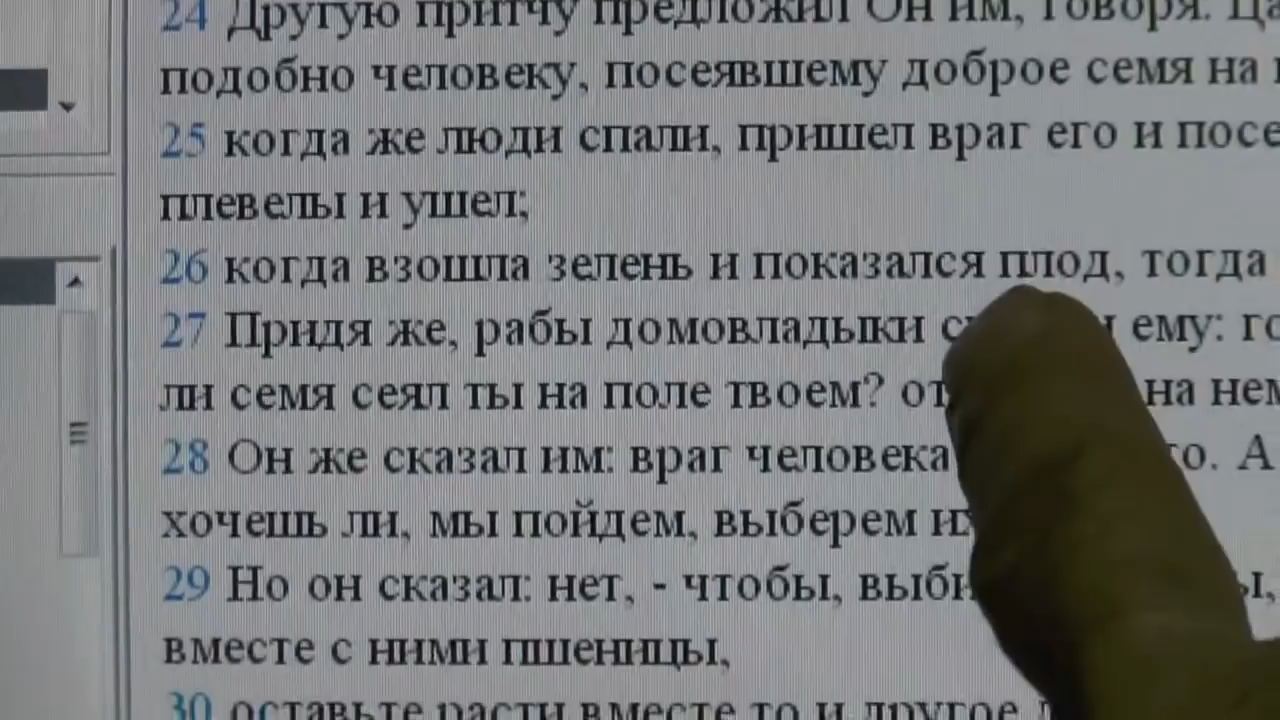 24 Другую притчу предложил Он им, говоря:
подобно человеку, посеявшему доброе семя на
25 когда же люди спали, пришел враг его и посе
плевелы и ушел;
26 когда взошла зелень и показался плод, тогда
27 Придя же, рабы домовладыки ему:
ли семя сеял ты на поле твоем? на
28 Он же сказал им: враг человека А
хочешь ли, мы пойдем, выберем их
29 Но он сказал: нет, - чтобы,
вместе с ними пшеницы,
30 оставьте расти вместе то и другое